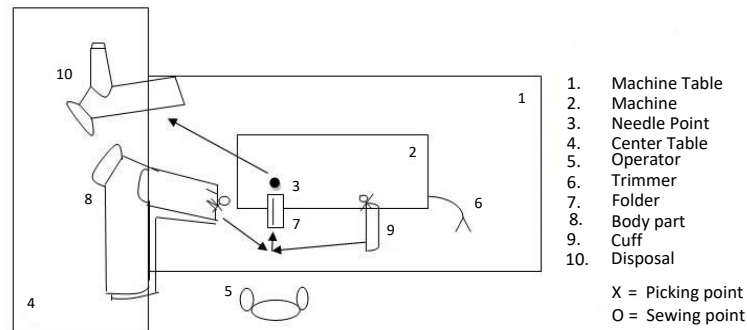 10
1
2
3
8
7
9
6
5
4
1. Machine Table
2. Machine
3. Needle Point
4. Center Table
5. Operator
6. Trimmer
7. Folder
8. Body part
9. Cuff
10. Disposal
X = Picking point
O = Sewing point